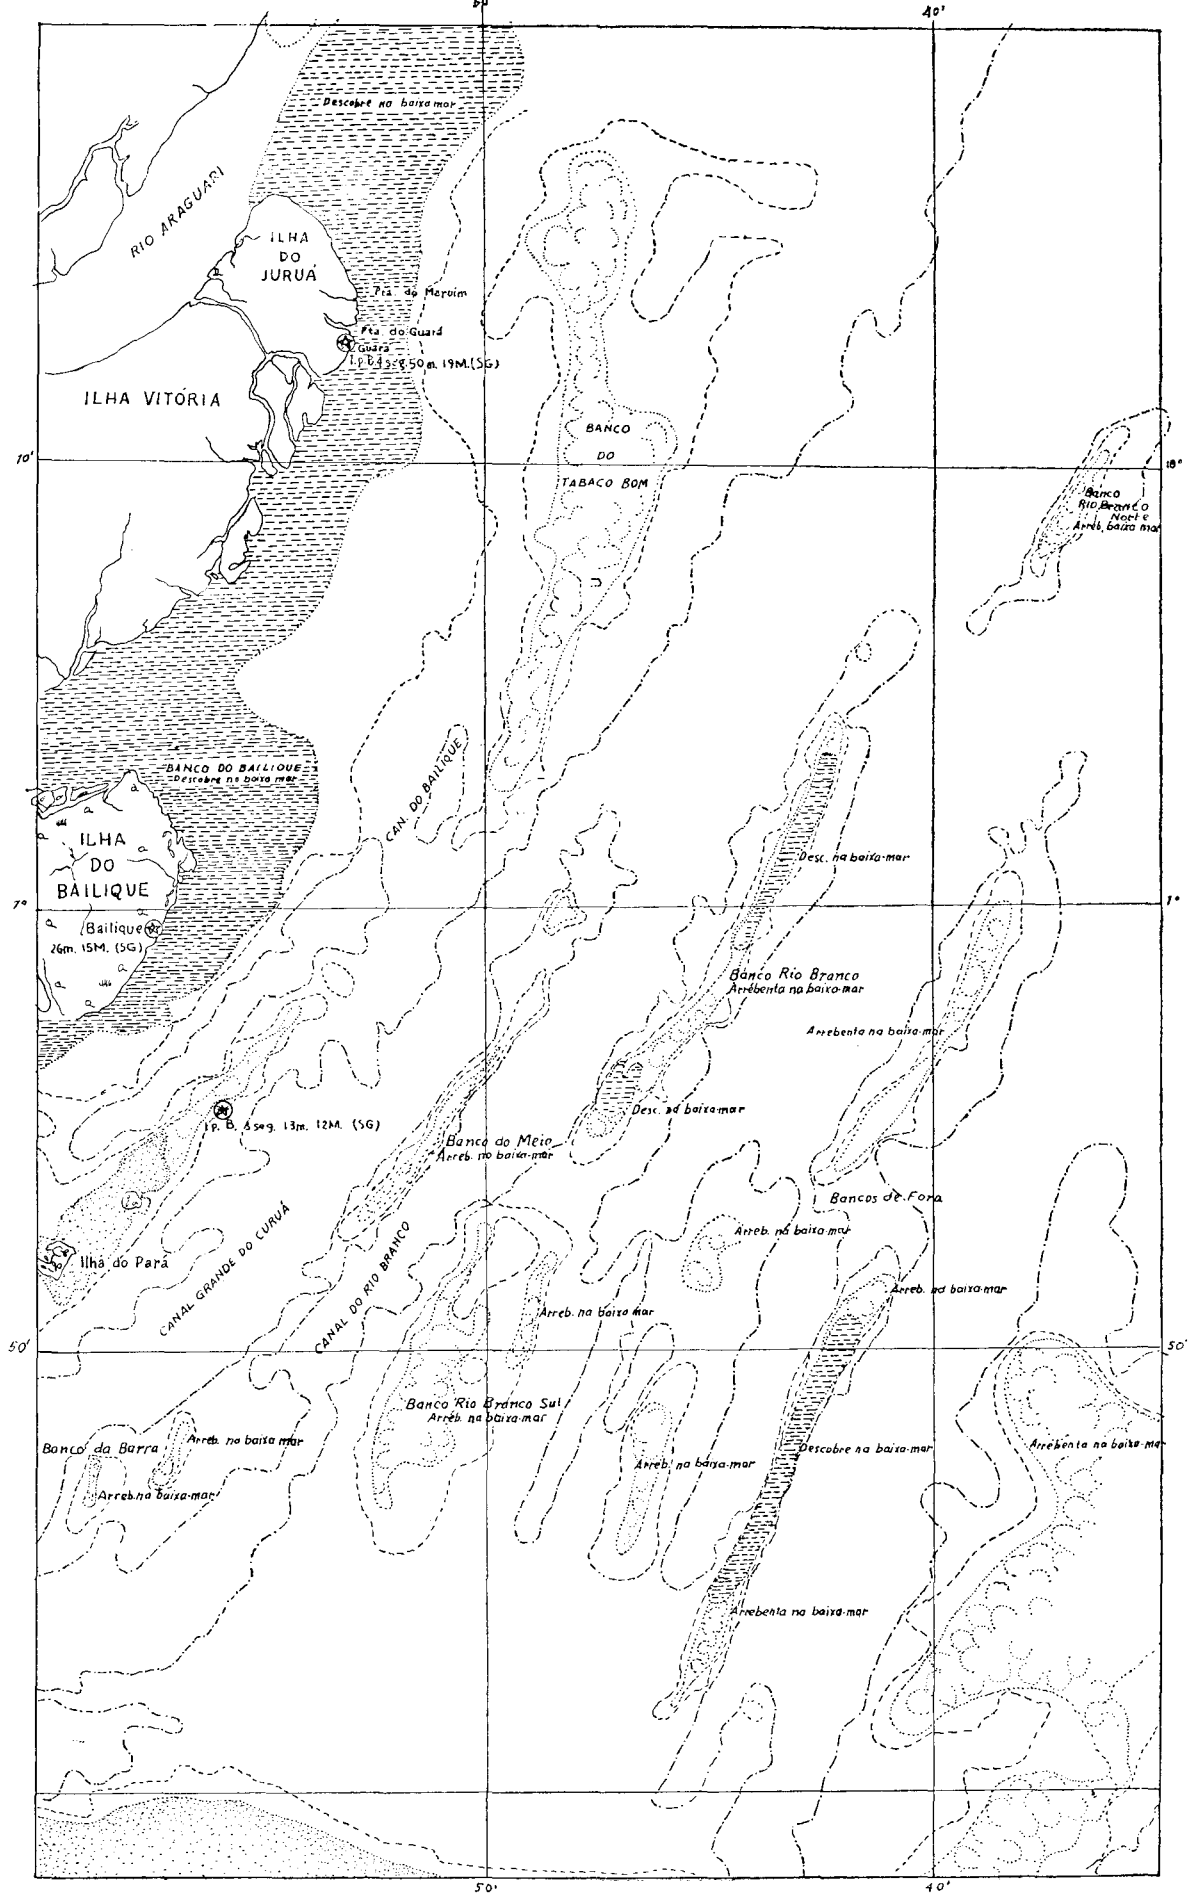 40'
Descobre na baixa mar
RIO ARAGUARI
ILHA
DO
JURUÁ
Pta. do Maruim
Pta. do Guará
Guará
l.p.B.4 seg.50m. 19M.(SG)
ILHA VITÓRIA
BANCO
DO
TABACO BOM
10'
Banco
Rio Branco
Norte
Arreb. baixa mar
BANCO DO BAILIQUE
Descobre na baixa mar
CAN. DO BAILIQUE
ILHA
DO
BAILIQUE
Desc. na baixa-mar
1°
1°
Bailique
26m. 15M. (SG)
Banco Rio Branco
Arrebenta na baixa-mar
Arrebenta na baixa-mar
Desc. na baixa-mar
l.p. B. 3 seg. 13m. 12M. (SG)
Banco do Meio
Arreb. na baixa mar
Bancos de Fora
Arreb. na baixa-mar
Ilha do Pará
CANAL GRANDE DO CURUÁ
CANAL DO RIO BRANCO
Arreb. na baixa-mar
Arreb. na baixa mar
50'
50'
Banco Rio Branco Sul
Arreb. na baixa-mar
Banco da Barra
Arreb. na baixa mar
Descobre na baixa-mar
Arrebenta na baixa-mar
Arreb. na baixa-mar
Arreb. na baixa-mar
Arrebenta na baixa-mar
50'
40'